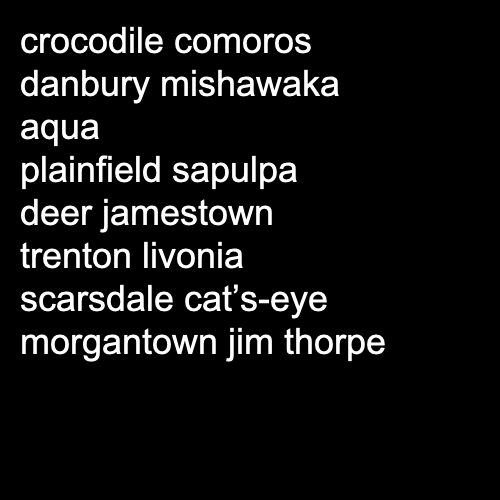 crocodile comoros
danbury mishawaka
aqua
plainfield sapulpa
deer jamestown
trenton livonia
scarsdale cat’s-eye
morgantown jim thorpe